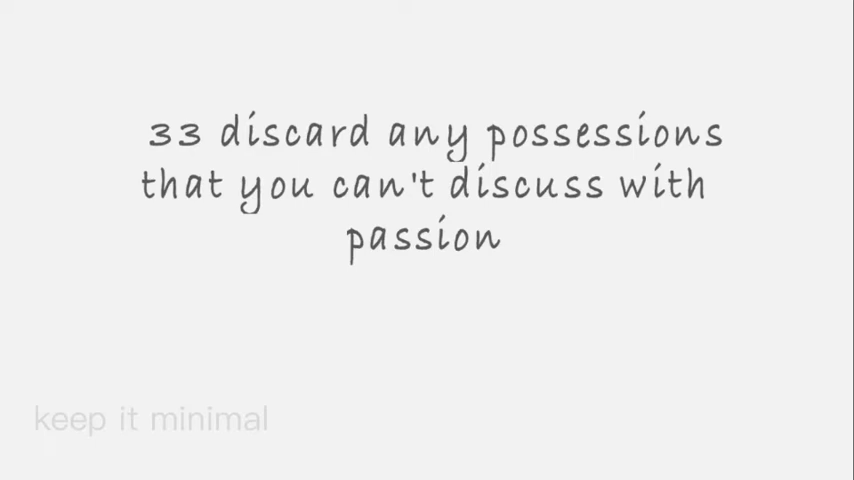 33 discard any possessions
that you can't discuss with
passion
keep it minimal